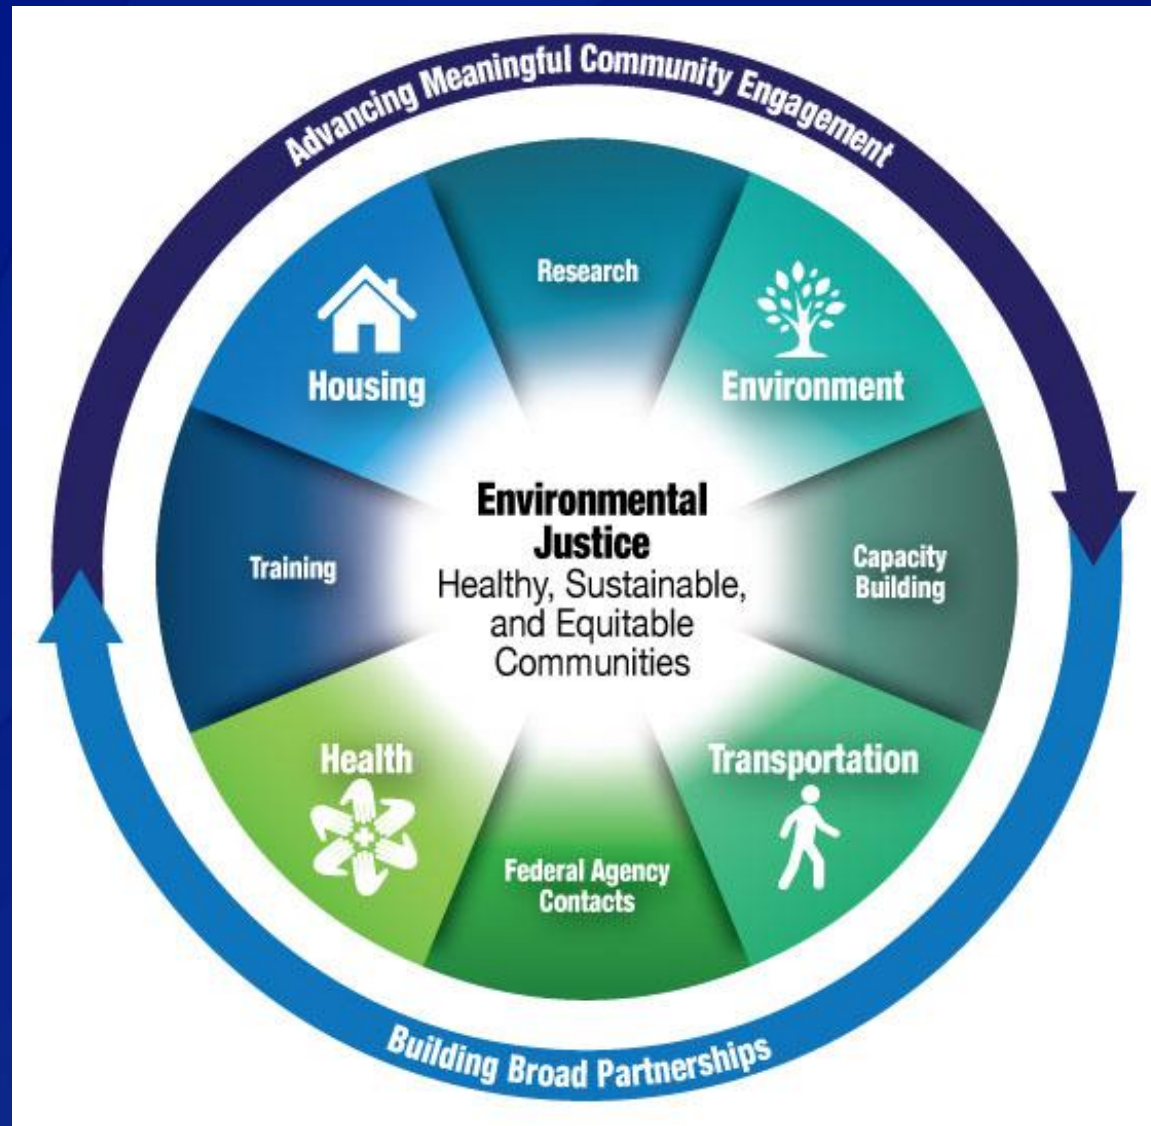 Advancing Meaningful Community Engagement
Research
Housing
Environment
Environmental
Justice
Healthy, Sustainable,
and Equitable
Communities
Training
Capacity
Building
Health
Transportation
Federal Agency
Contacts
Building Broad Partnerships